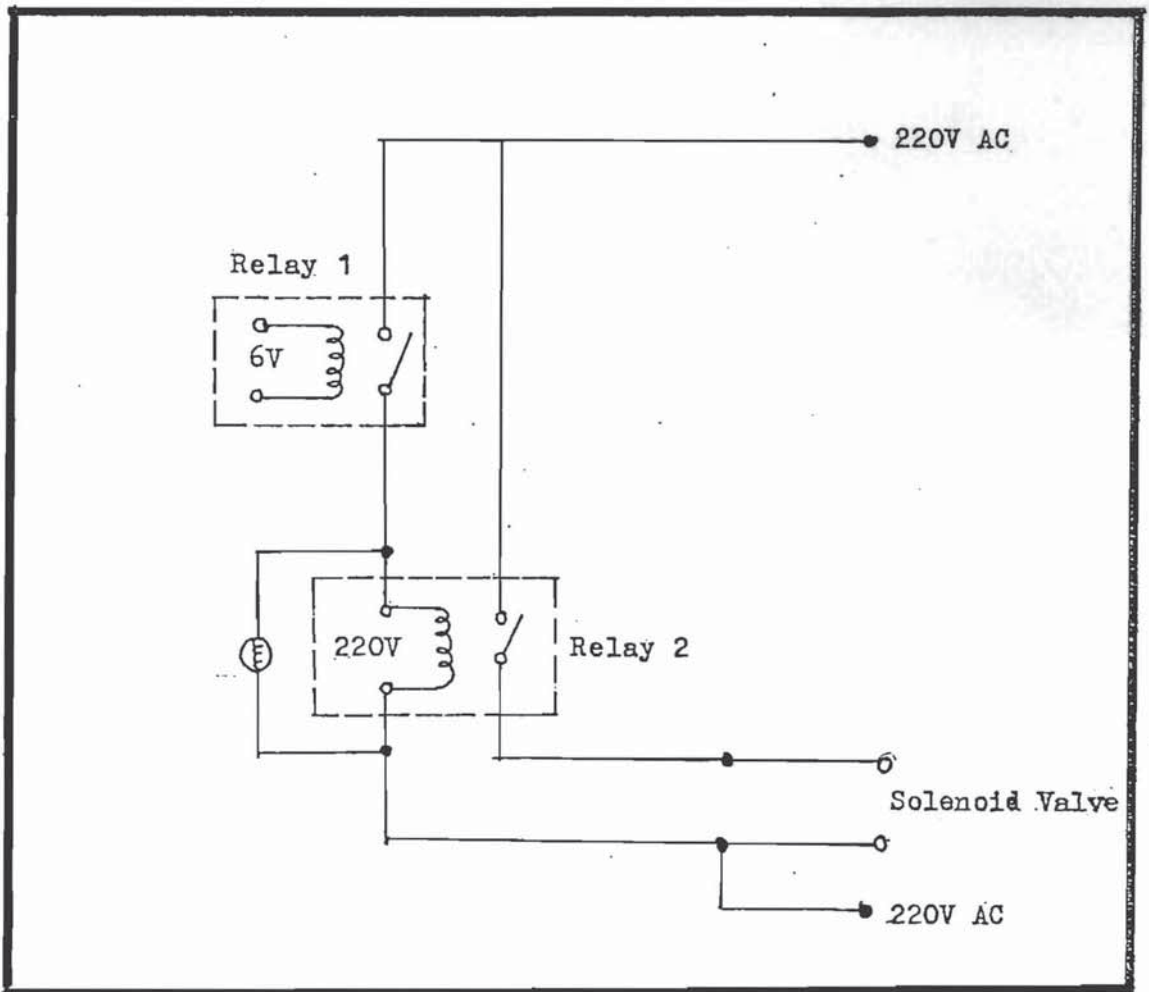 220V AC
Relay 1
6V
220V
Relay 2
Solenoid Valve
220V AC